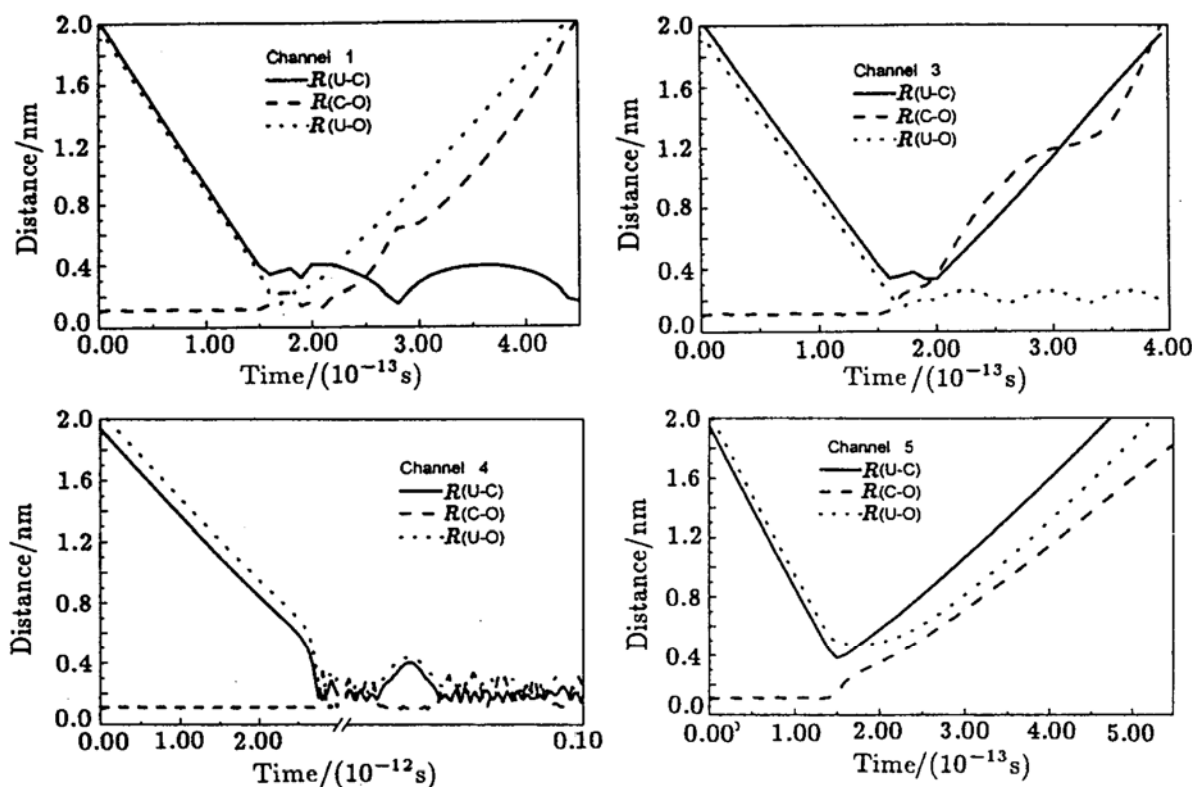 2.0
1.6
1.2
0.8
0.4
0.0
Distance/nm
Channel 1
R(U-C)
R(C-O)
R(U-O)
0.00
1.00
2.00
3.00
4.00
Time/(10⁻¹³s)
2.0
1.6
1.2
0.8
0.4
0.0
Distance/nm
Channel 3
R(U-C)
R(C-O)
R(U-O)
0.00
1.00
2.00
3.00
4.00
Time/(10⁻¹³s)
2.0
1.6
1.2
0.8
0.4
0.0
Distance/nm
Channel 4
R(U-C)
R(C-O)
R(U-O)
0.00
1.00
2.00
0.10
Time/(10⁻¹²s)
2.0
1.6
1.2
0.8
0.4
0.0
Distance/nm
Channel 5
R(U-C)
R(C-O)
R(U-O)
0.00
1.00
2.00
3.00
4.00
5.00
Time/(10⁻¹³s)